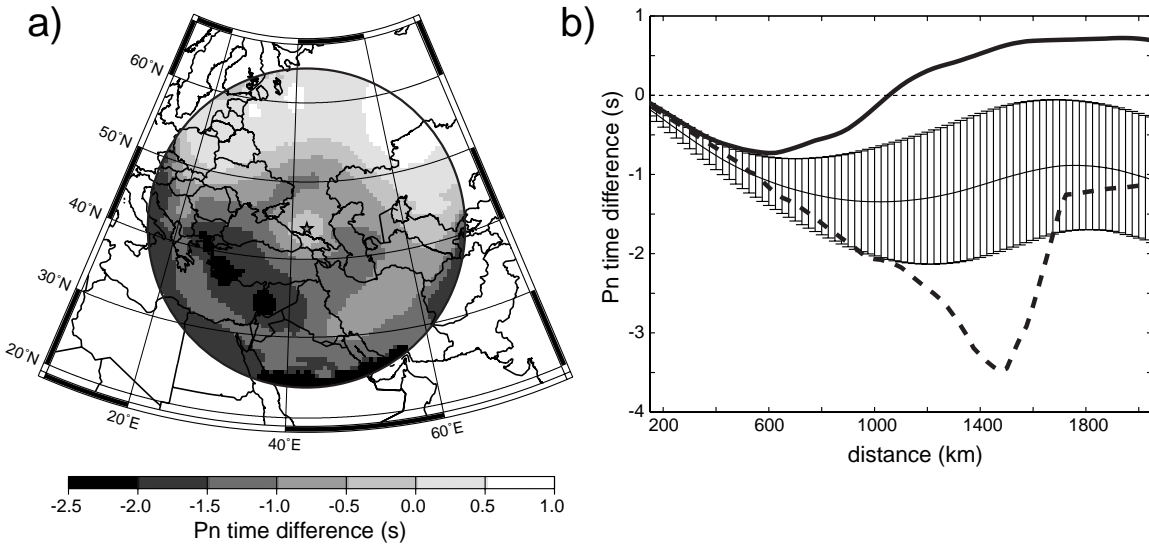 a)
60°N
50°N
40°N
30°N
20°N
20°E
40°E
60°E
-2.5 -2.0 -1.5 -1.0 -0.5 0.0 0.5 1.0
Pn time difference (s)
b)
1
0
-1
-2
-3
-4
Pn time difference (s)
200 600 1000 1400 1800
distance (km)